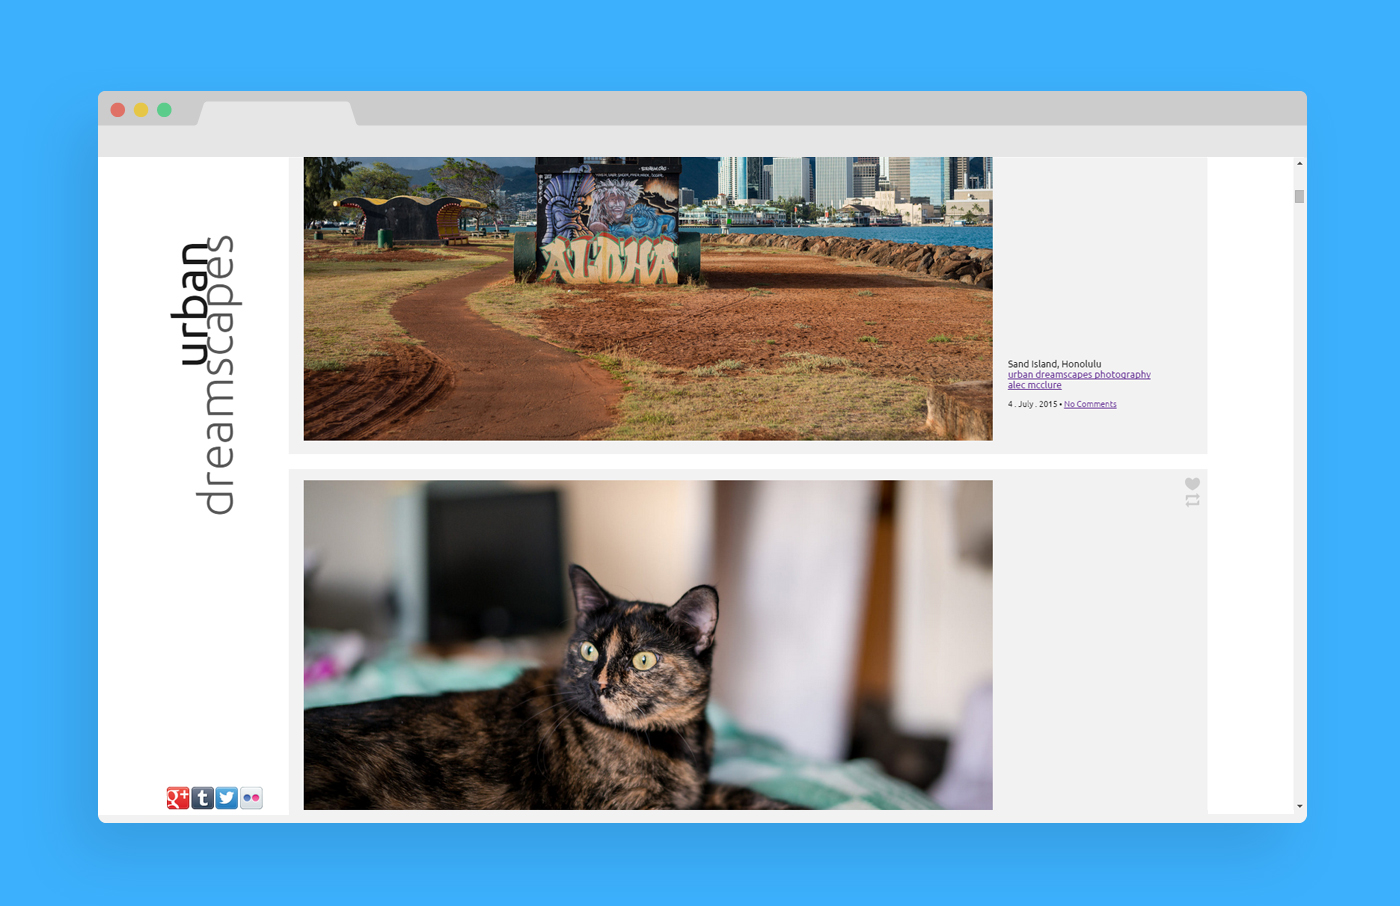 urban
dreamscapes
ALOHA
Sand Island, Honolulu
urban dreamscapes photography
alec mcclure
4 . July . 2015 • No Comments
g+
t